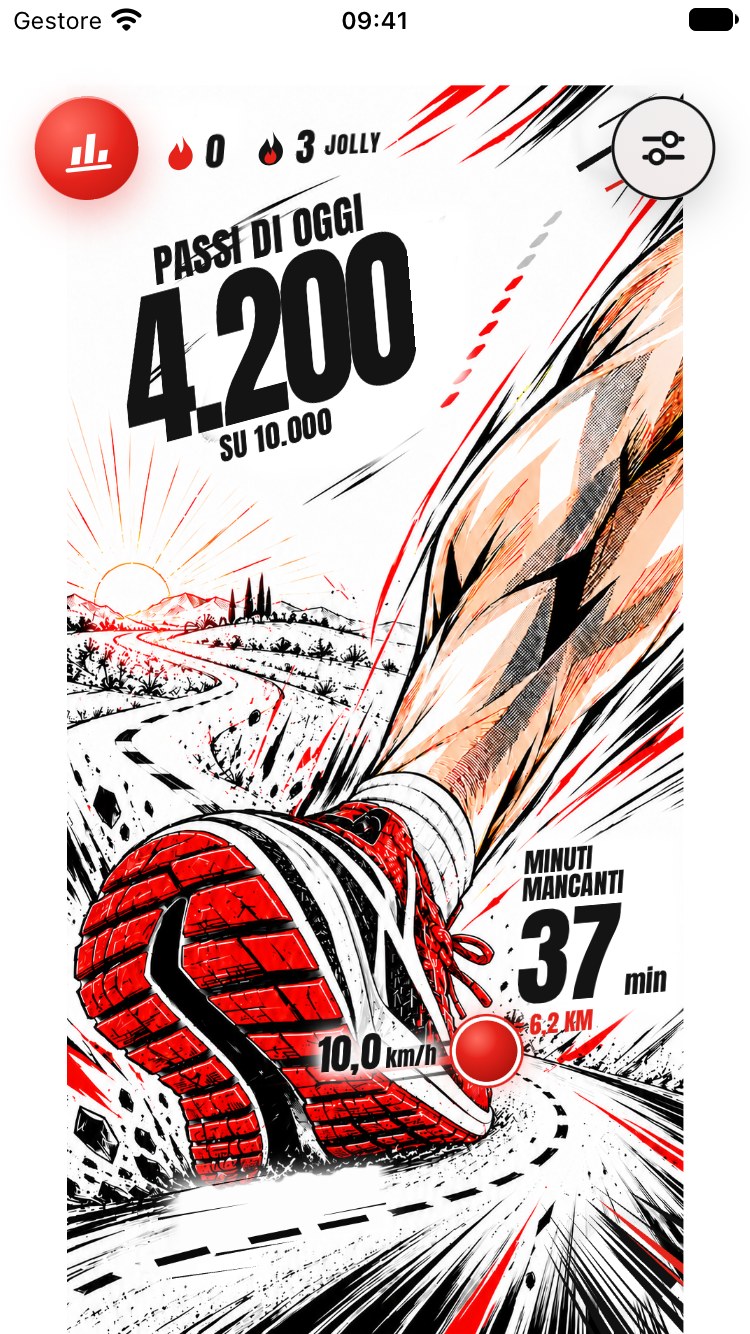 Gestore
09:41
0
3 JOLLY
PASSI DI OGGI
4.200
SU 10.000
MINUTI
MANCANTI
37 min
6,2 KM
10,0 km/h